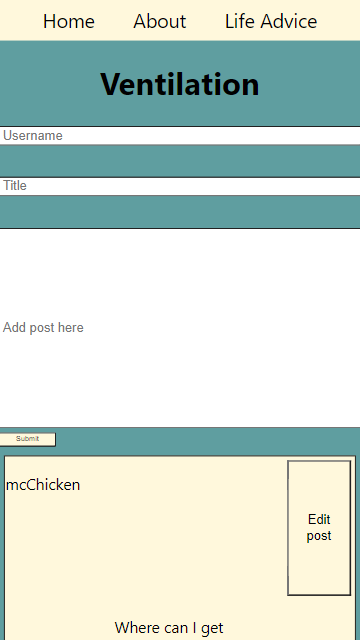 Home About Life Advice
Ventilation
Username
Title
Add post here
Submit
mcChicken
Edit
post
Where can I get